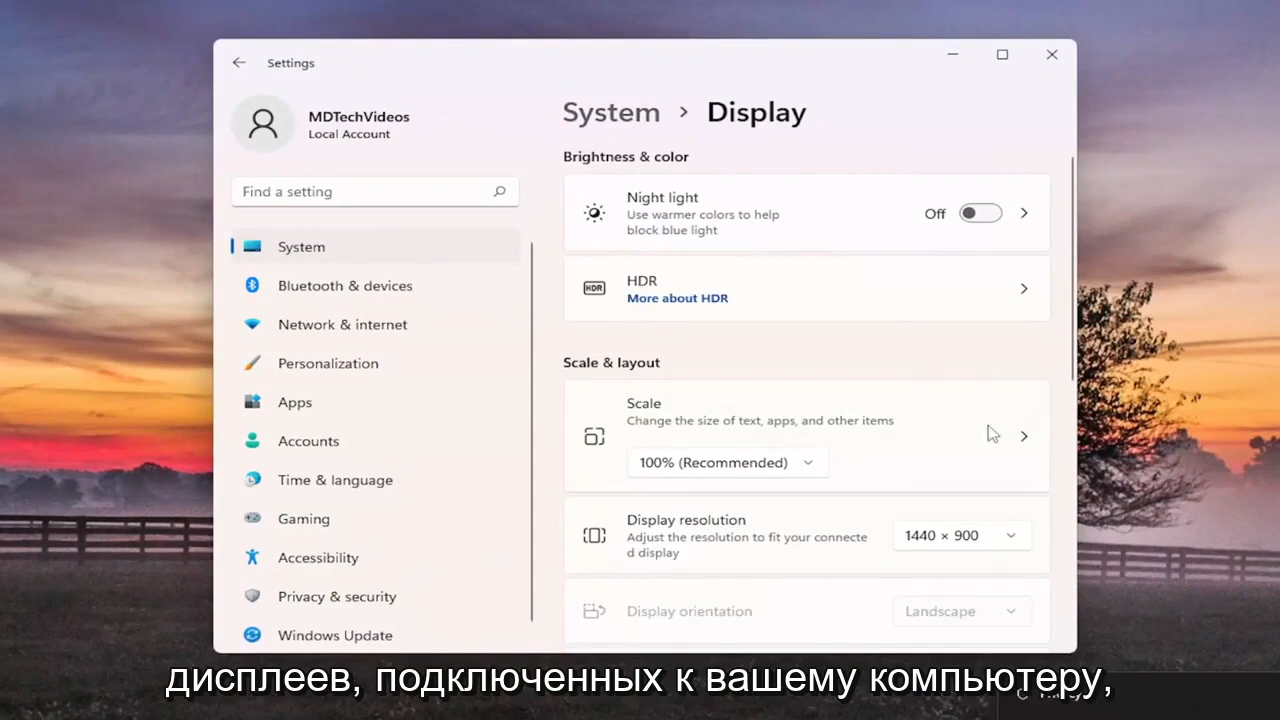 Settings
MDTechVideos
Local Account
Find a setting
System
Bluetooth & devices
Network & internet
Personalization
Apps
Accounts
Time & language
Gaming
Accessibility
Privacy & security
Windows Update
System > Display
Brightness & color
Night light
Use warmer colors to help
block blue light
Off
HDR
HDR
More about HDR
Scale & layout
Scale
Change the size of text, apps, and other items
100% (Recommended)
Display resolution
Adjust the resolution to fit your connecte
d display
1440 × 900
Display orientation
Landscape
дисплеев, подключенных к вашему компьютеру,